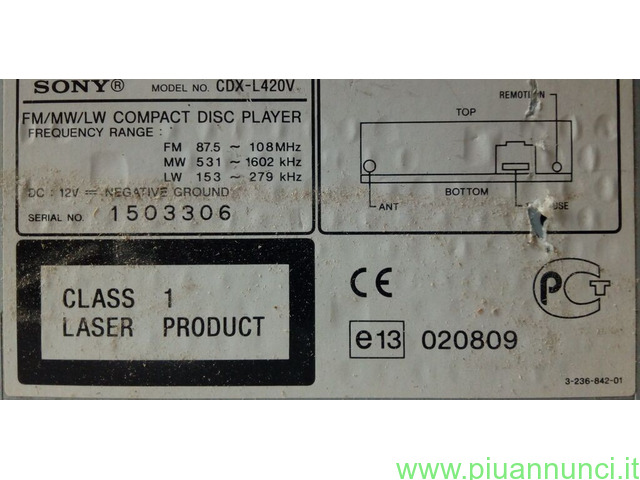 SONY® MODEL NO. CDX-L420V
FM/MW/LW COMPACT DISC PLAYER
FREQUENCY RANGE :
FM 87.5 ~ 108MHz
MW 531 ~ 1602 kHz
LW 153 ~ 279 kHz
DC : 12V NEGATIVE GROUND
SERIAL NO. 1503306
TOP
BOTTOM
ANT
CLASS 1
LASER PRODUCT
CE
e13 020809
PCT
3-236-842-01
www.piuannunci.it